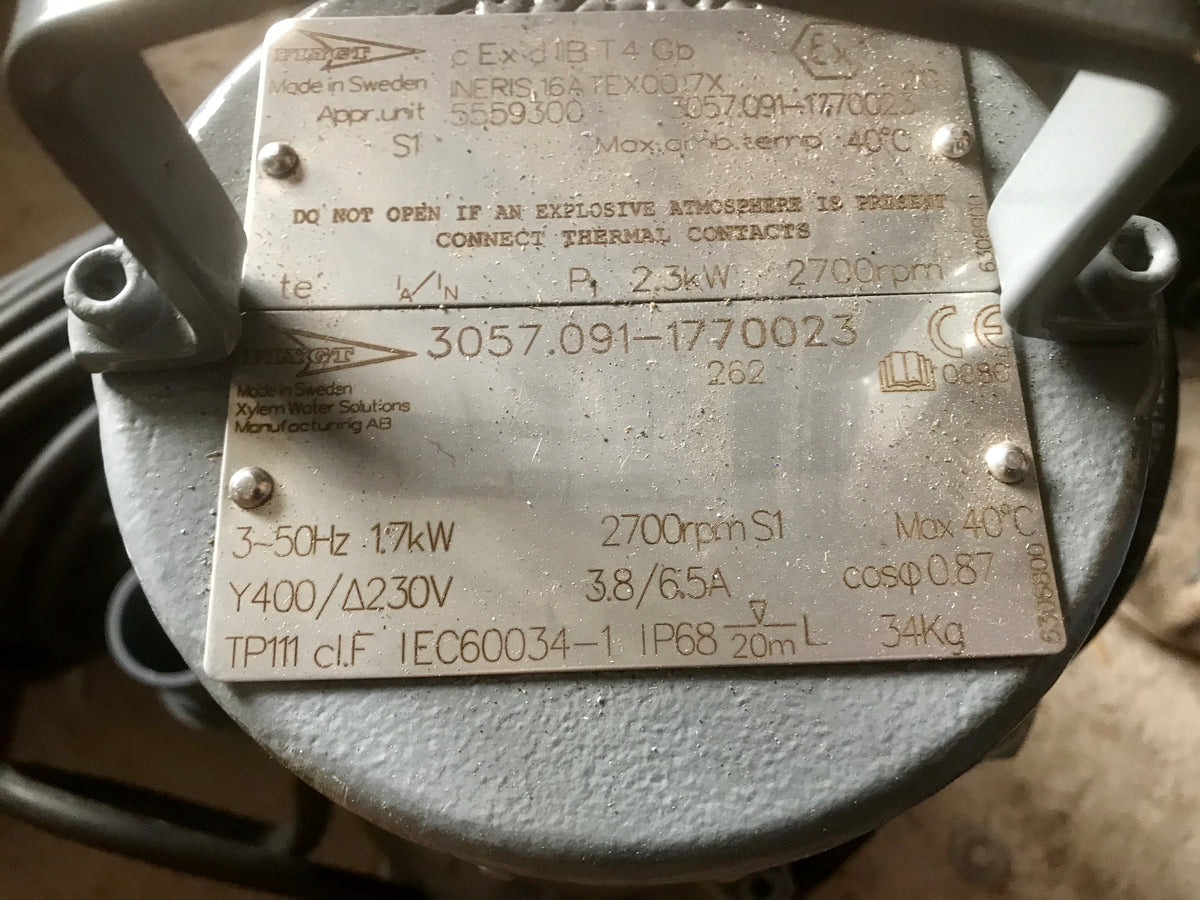 FLYGT
c Ex d IIB T4 Gb
Ex
Made in Sweden
INERIS 16ATEX0017X
Appr.unit 5559300 3057.091-1770023
S1 Max.amb.temp 40°C
DO NOT OPEN IF AN EXPLOSIVE ATMOSPHERE IS PRESENT
CONNECT THERMAL CONTACTS
te IA/IN P1 2.3kW 2700rpm
FLYGT 3057.091-1770023 CE
262 0080
Made in Sweden
Xylem Water Solutions
Manufacturing AB
3~50Hz 1.7kW 2700rpm S1 Max 40°C
Y400/Δ230V 3.8/6.5A cosφ 0.87
TP111 cl.F IEC60034-1 IP68 20m L 34Kg